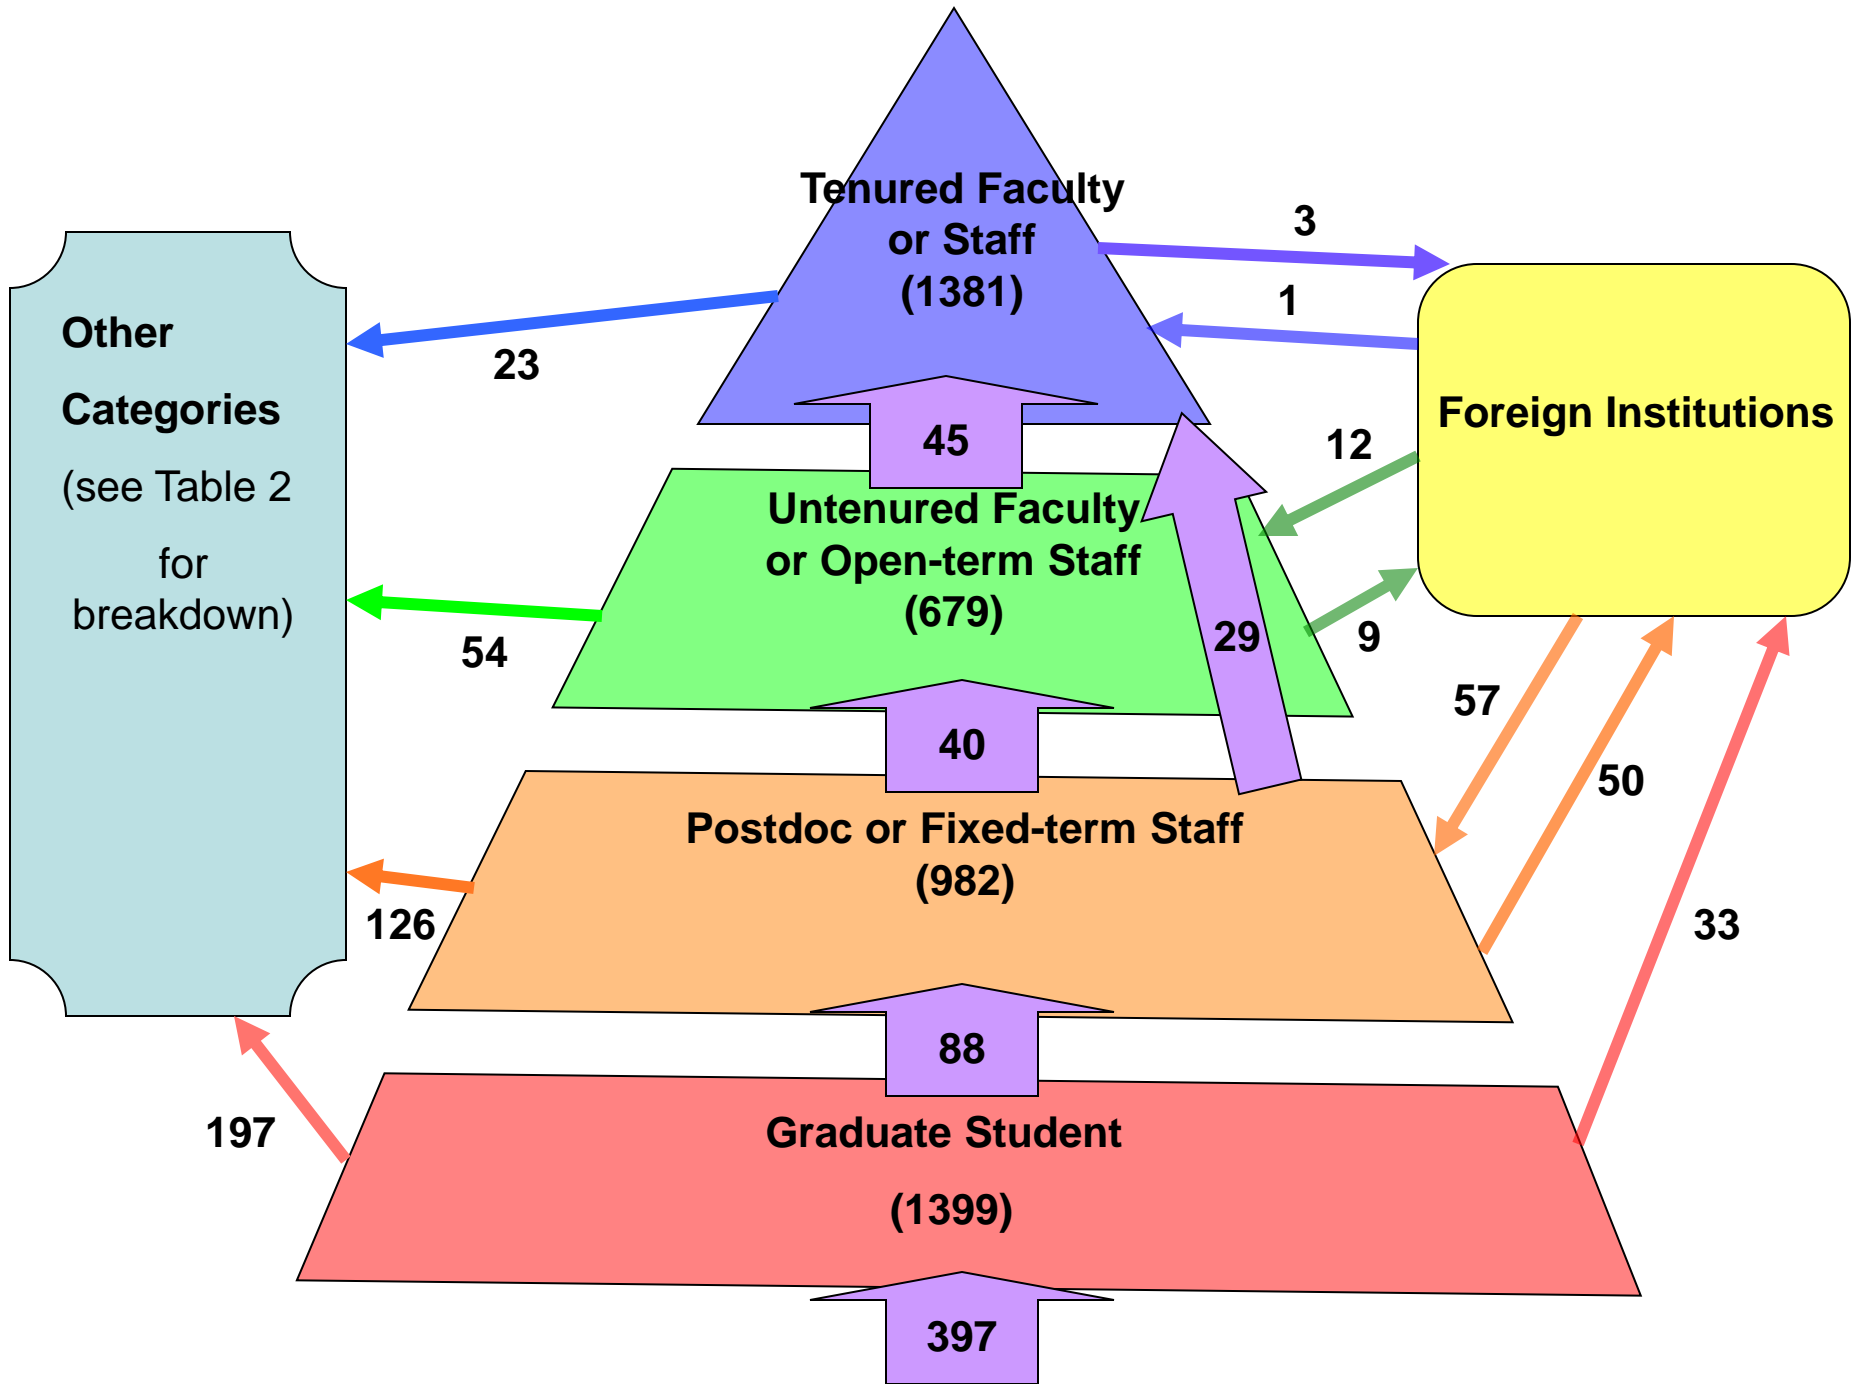 Tenured Faculty
or Staff
(1381)
3
1
23
Other
Categories
(see Table 2
for
breakdown)
Foreign Institutions
45
12
Untenured Faculty
or Open-term Staff
(679)
29
9
54
57
40
50
Postdoc or Fixed-term Staff
(982)
126
33
88
197
Graduate Student
(1399)
397